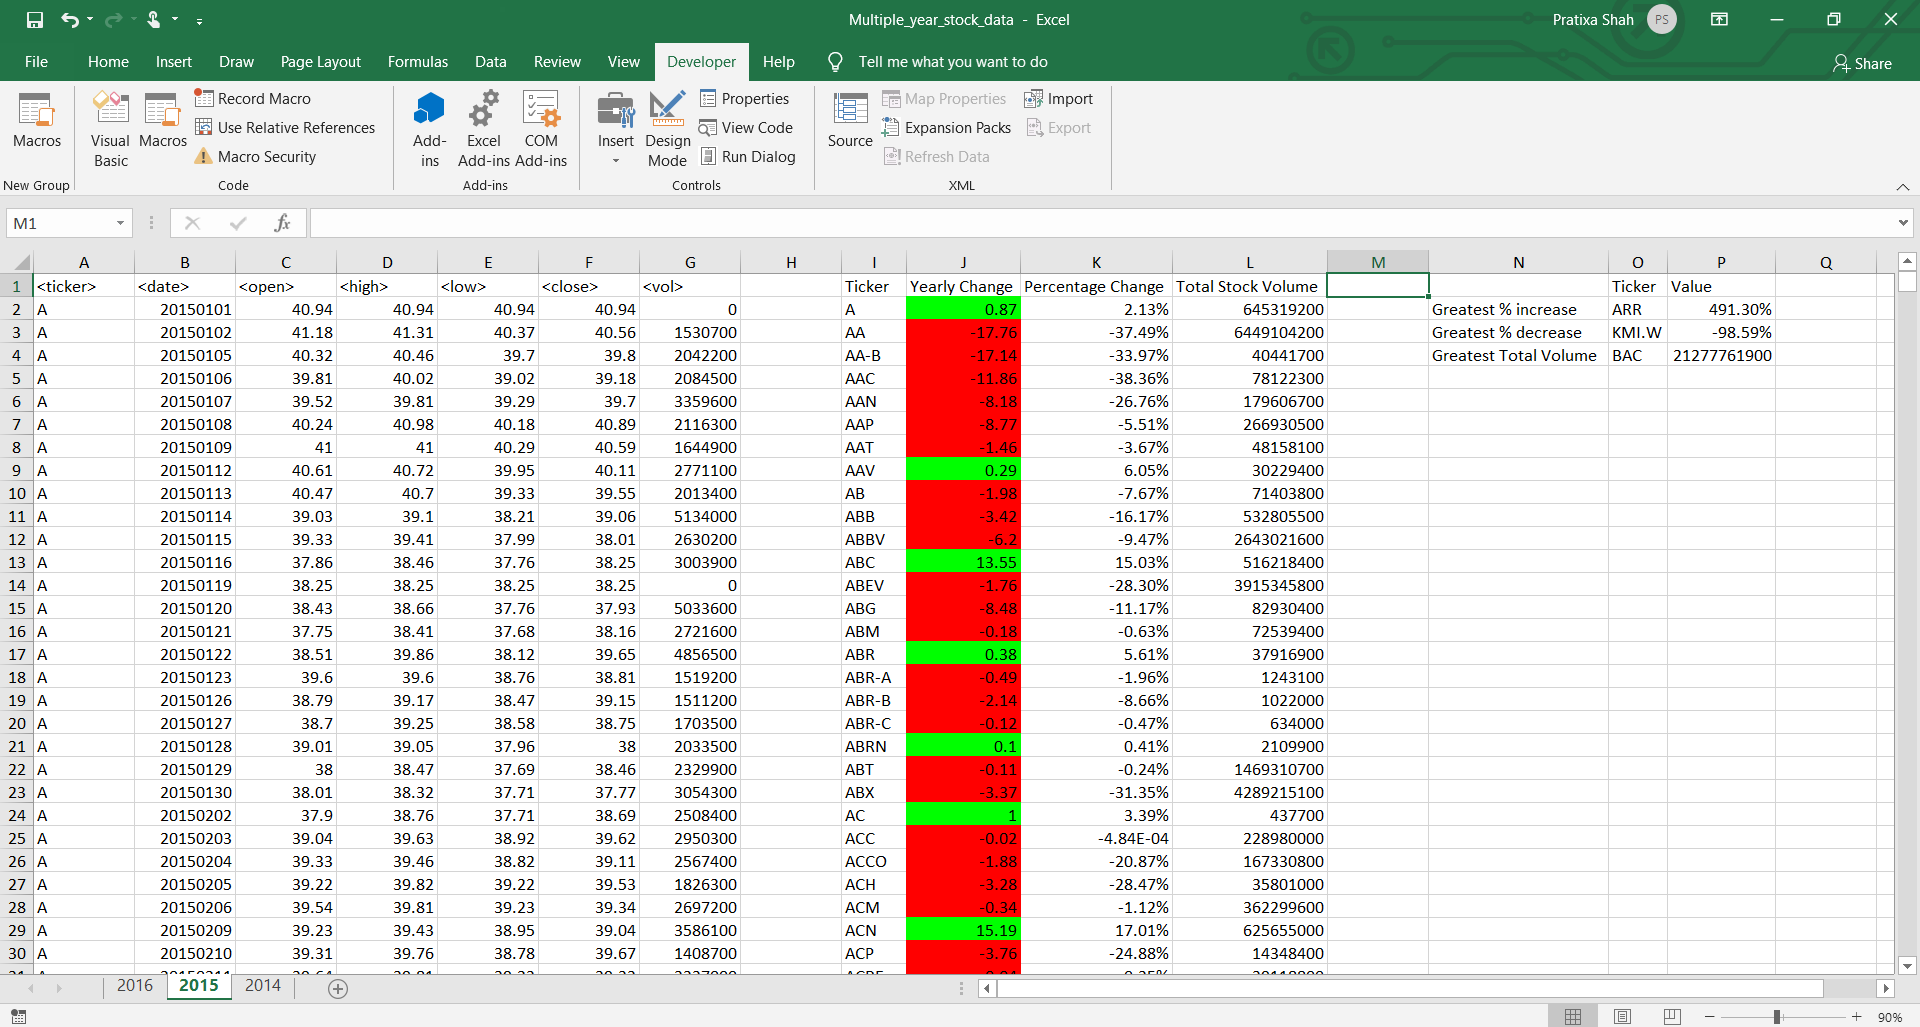 Multiple_year_stock_data - Excel
Pratixa Shah PS
File Home Insert Draw Page Layout Formulas Data Review View Developer Help Tell me what you want to do Share
Macros
New Group
Visual Basic
Macros
Record Macro
Use Relative References
Macro Security
Code
Add-ins
Excel Add-ins
COM Add-ins
Add-ins
Insert
Design Mode
Properties
View Code
Run Dialog
Controls
Source
Map Properties
Expansion Packs
Refresh Data
Import
Export
XML
M1 fx
A B C D E F G H I J K L M N O P Q
1 <ticker> <date> <open> <high> <low> <close> <vol> Ticker Yearly Change Percentage Change Total Stock Volume Ticker Value
2 A 20150101 40.94 40.94 40.94 40.94 0 A 0.87 2.13% 645319200 Greatest % increase ARR 491.30%
3 A 20150102 41.18 41.31 40.37 40.56 1530700 AA -17.76 -37.49% 6449104200 Greatest % decrease KMI.W -98.59%
4 A 20150105 40.32 40.46 39.7 39.8 2042200 AA-B -17.14 -33.97% 40441700 Greatest Total Volume BAC 21277761900
5 A 20150106 39.81 40.02 39.02 39.18 2084500 AAC -11.86 -38.36% 78122300
6 A 20150107 39.52 39.81 39.29 39.7 3359600 AAN -8.18 -26.76% 179606700
7 A 20150108 40.24 40.98 40.18 40.89 2116300 AAP -8.77 -5.51% 266930500
8 A 20150109 41 41 40.29 40.59 1644900 AAT -1.46 -3.67% 48158100
9 A 20150112 40.61 40.72 39.95 40.11 2771100 AAV 0.29 6.05% 30229400
10 A 20150113 40.47 40.7 39.33 39.55 2013400 AB -1.98 -7.67% 71403800
11 A 20150114 39.03 39.1 38.21 39.06 5134000 ABB -3.42 -16.17% 532805500
12 A 20150115 39.33 39.41 37.99 38.01 2630200 ABBV -6.2 -9.47% 2643021600
13 A 20150116 37.86 38.46 37.76 38.25 3003900 ABC 13.55 15.03% 516218400
14 A 20150119 38.25 38.25 38.25 38.25 0 ABEV -1.76 -28.30% 3915345800
15 A 20150120 38.43 38.66 37.76 37.93 5033600 ABG -8.48 -11.17% 82930400
16 A 20150121 37.75 38.41 37.68 38.16 2721600 ABM -0.18 -0.63% 72539400
17 A 20150122 38.51 39.86 38.12 39.65 4856500 ABR 0.38 5.61% 37916900
18 A 20150123 39.6 39.6 38.76 38.81 1519200 ABR-A -0.49 -1.96% 1243100
19 A 20150126 38.79 39.17 38.47 39.15 1511200 ABR-B -2.14 -8.66% 1022000
20 A 20150127 38.7 39.25 38.58 38.75 1703500 ABR-C -0.12 -0.47% 634000
21 A 20150128 39.01 39.05 37.96 38 2033500 ABRN 0.1 0.41% 2109900
22 A 20150129 38 38.47 37.69 38.46 2329900 ABT -0.11 -0.24% 1469310700
23 A 20150130 38.01 38.32 37.71 37.77 3054300 ABX -3.37 -31.35% 4289215100
24 A 20150202 37.9 38.76 37.71 38.69 2508400 AC 1 3.39% 437700
25 A 20150203 39.04 39.63 38.92 39.62 2950300 ACC -0.02 -4.84E-04 228980000
26 A 20150204 39.33 39.46 38.82 39.11 2567400 ACCO -1.88 -20.87% 167330800
27 A 20150205 39.22 39.82 39.22 39.53 1826300 ACH -3.28 -28.47% 35801000
28 A 20150206 39.54 39.81 39.23 39.34 2697200 ACM -0.34 -1.12% 362299600
29 A 20150209 39.23 39.43 38.95 39.04 3586100 ACN 15.19 17.01% 625655000
30 A 20150210 39.31 39.76 38.78 39.67 1408700 ACP -3.76 -24.88% 14348400
2016 2015 2014
90%